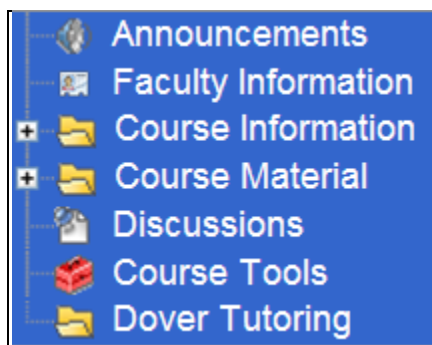 Announcements
Faculty Information
Course Information
Course Material
Discussions
Course Tools
Dover Tutoring